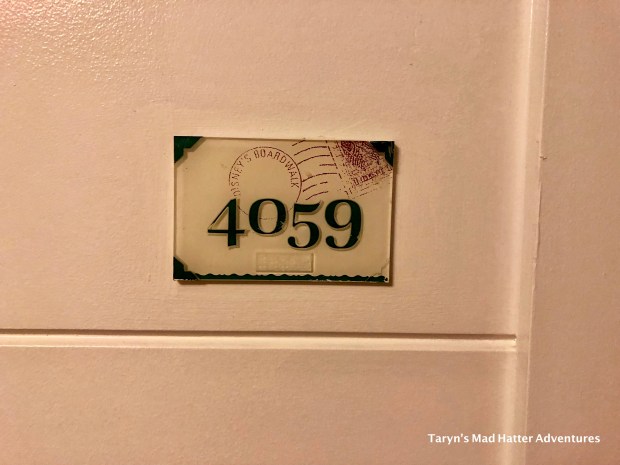 DISNEY'S BOARDWALK
4059
Taryn's Mad Hatter Adventures